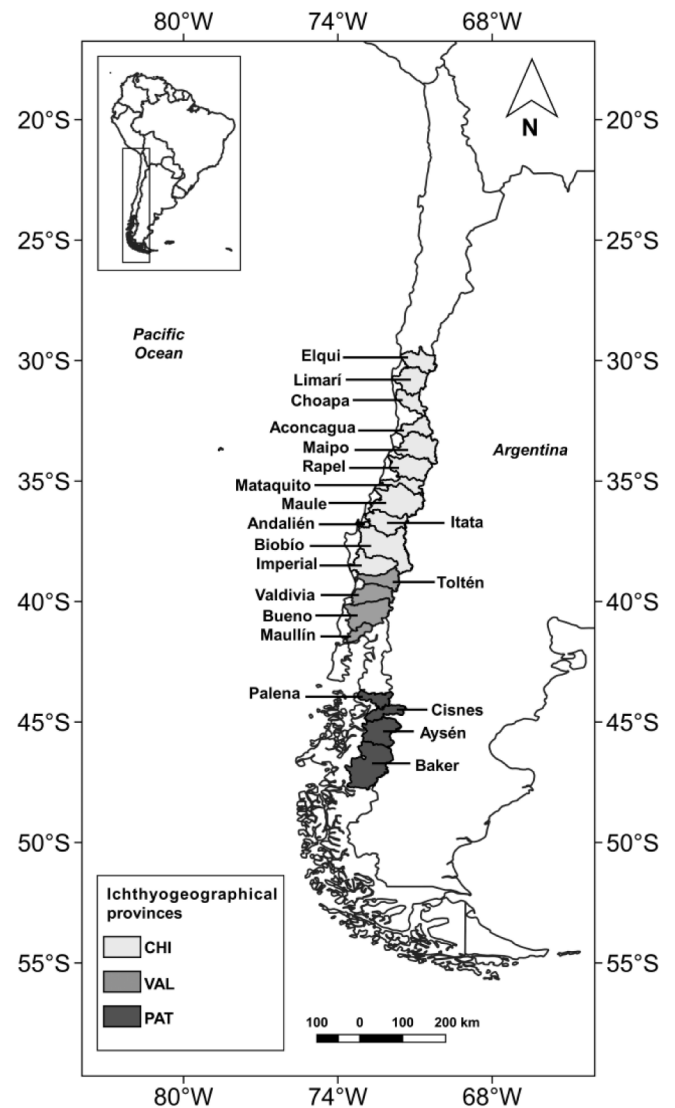 80°W 74°W 68°W
N
20°S 20°S
25°S 25°S
Pacific
Ocean
30°S 30°S
Elqui
Limarí
Choapa
Aconcagua
Maipo
Argentina
Rapel
35°S 35°S
Mataquito
Maule
Andalién Itata
Biobío
Imperial
Toltén
Valdivia
40°S 40°S
Bueno
Maullín
Palena
Cisnes
45°S 45°S
Aysén
Baker
50°S 50°S
Ichthyogeographical
provinces
CHI
VAL
PAT
55°S 55°S
100 0 100 200 km
80°W 74°W 68°W